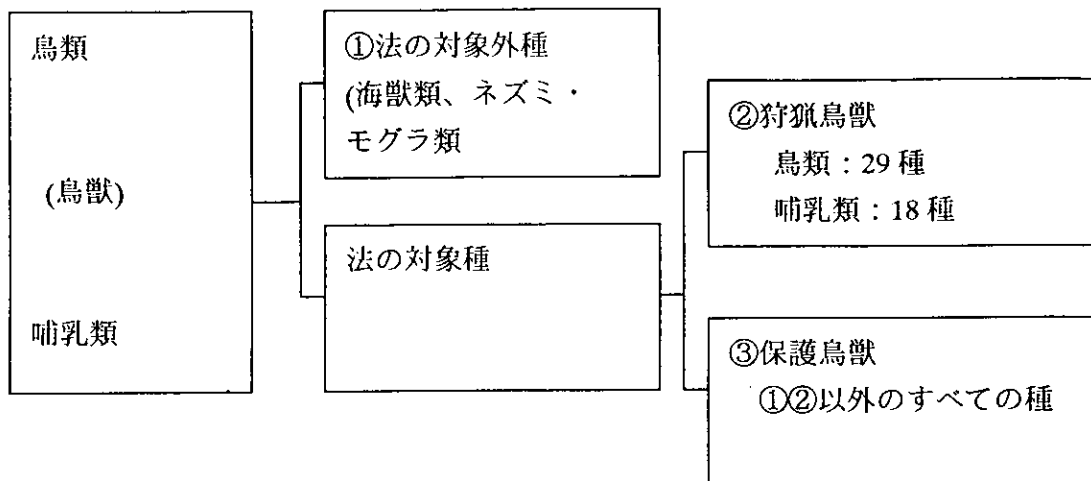 鳥類
(鳥獣)
哺乳類
①法の対象外種
(海獣類、ネズミ・
モグラ類
法の対象種
②狩猟鳥獣
鳥類：29 種
哺乳類：18 種
③保護鳥獣
①②以外のすべての種